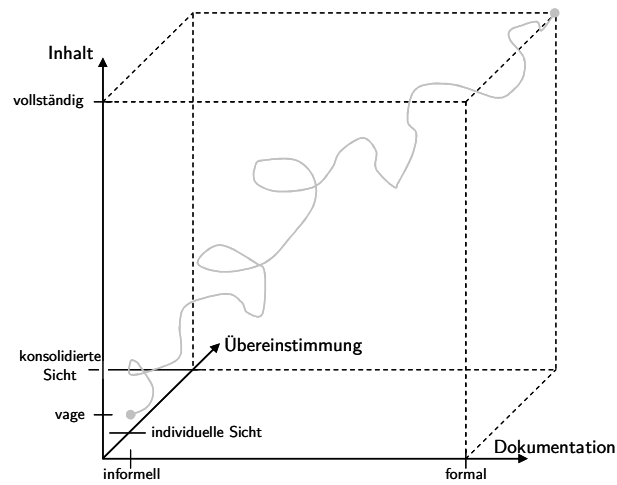 Inhalt
vollständig
Übereinstimmung
konsolidierte
Sicht
vage
individuelle Sicht
Dokumentation
informell
formal